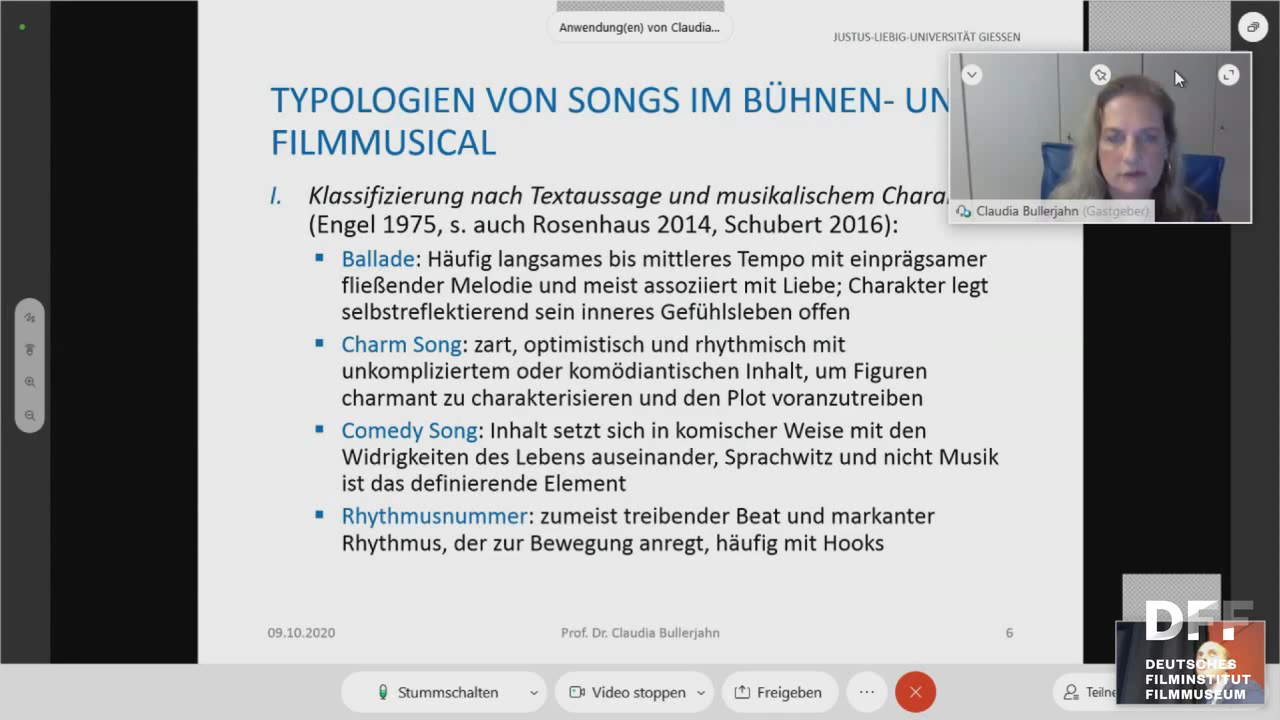 Anwendung(en) von Claudia...
JUSTUS-LIEBIG-UNIVERSITÄT GIESSEN
TYPOLOGIEN VON SONGS IM BÜHNEN- UN
FILMMUSICAL
I. Klassifizierung nach Textaussage und musikalischem Charak
(Engel 1975, s. auch Rosenhaus 2014, Schubert 2016):
▪ Ballade: Häufig langsames bis mittleres Tempo mit einprägsamer
fließender Melodie und meist assoziiert mit Liebe; Charakter legt
selbstreflektierend sein inneres Gefühlsleben offen
▪ Charm Song: zart, optimistisch und rhythmisch mit
unkompliziertem oder komödiantischen Inhalt, um Figuren
charmant zu charakterisieren und den Plot voranzutreiben
▪ Comedy Song: Inhalt setzt sich in komischer Weise mit den
Widrigkeiten des Lebens auseinander, Sprachwitz und nicht Musik
ist das definierende Element
▪ Rhythmusnummer: zumeist treibender Beat und markanter
Rhythmus, der zur Bewegung anregt, häufig mit Hooks
09.10.2020
Prof. Dr. Claudia Bullerjahn
6
Claudia Bullerjahn (Gastgeber)
Stummschalten
Video stoppen
Freigeben
Teilne
DFF
DEUTSCHES
FILMINSTITUT
FILMMUSEUM